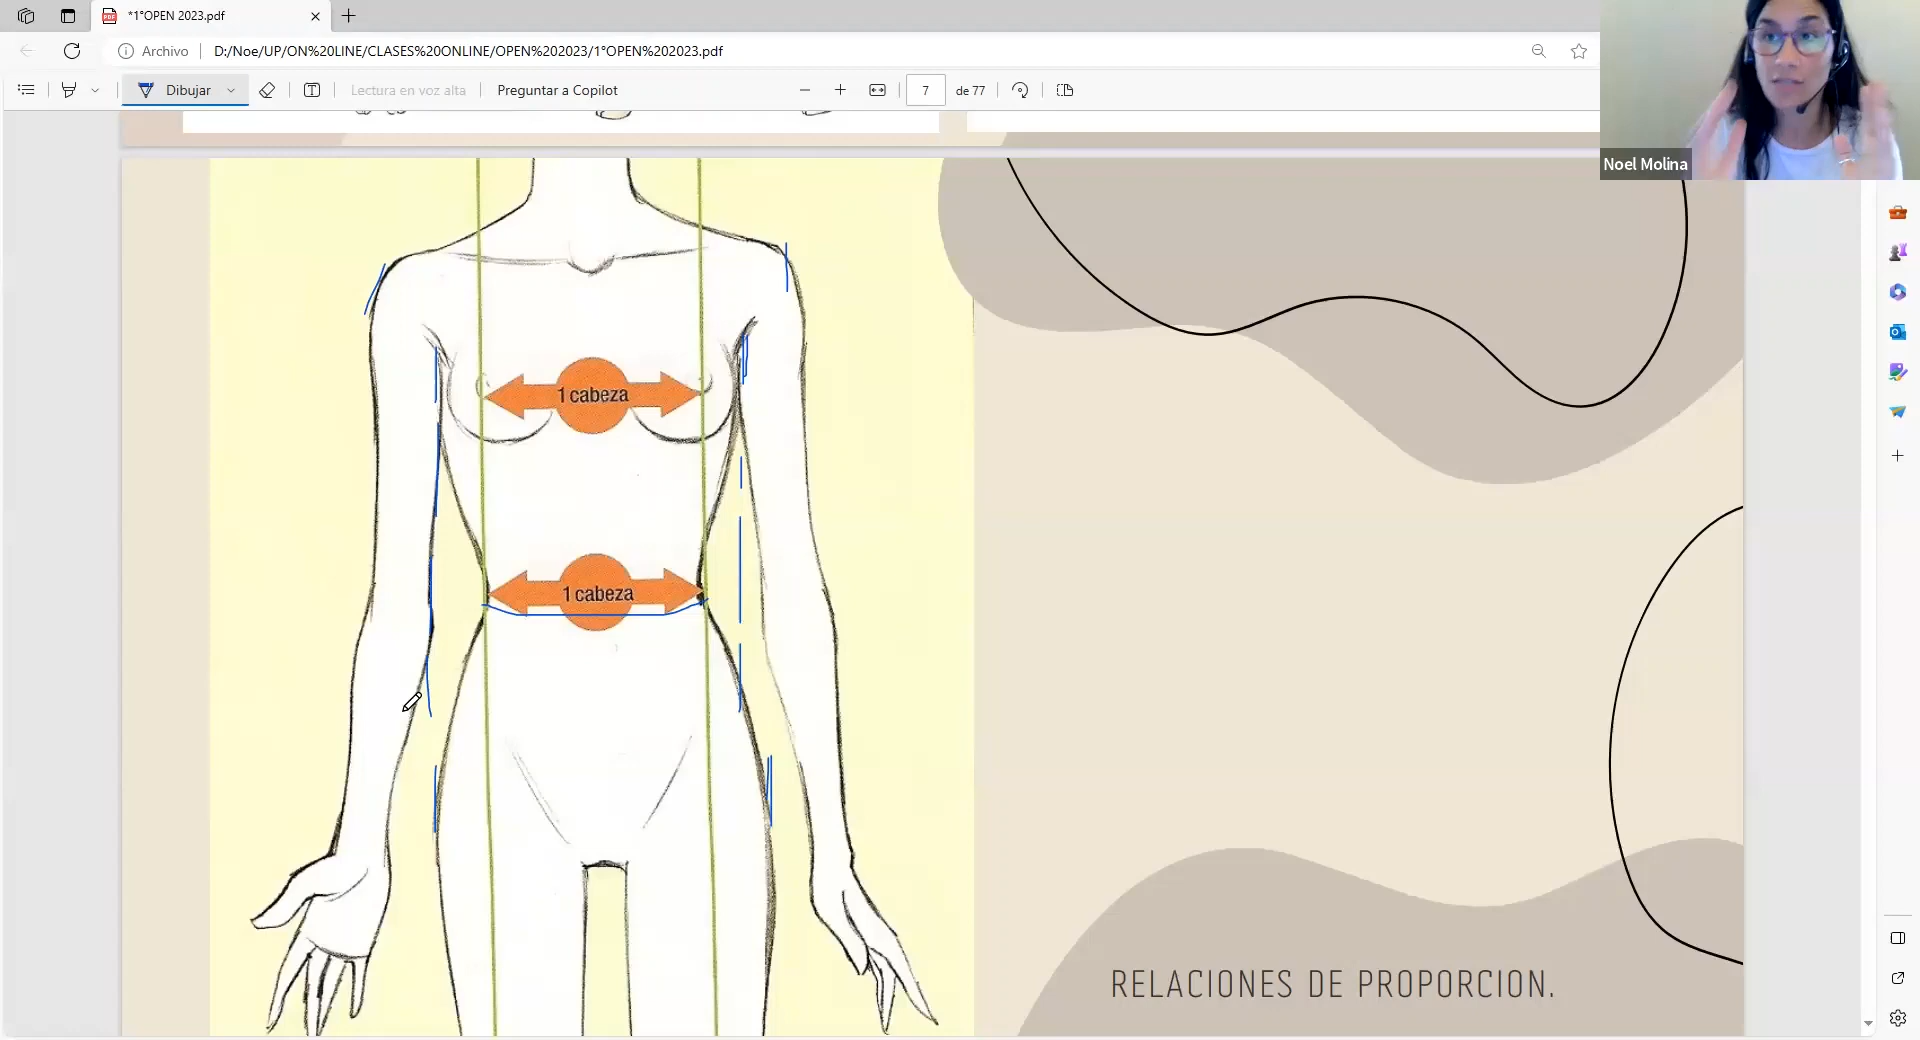 *1°OPEN 2023.pdf
Archivo
D:/Noe/UP/ON%20LINE/CLASES%20ONLINE/OPEN%202023/1°OPEN%202023.pdf
Dibujar
Lectura en voz alta
Preguntar a Copilot
7
de 77
Noel Molina
1 cabeza
1 cabeza
RELACIONES DE PROPORCION.